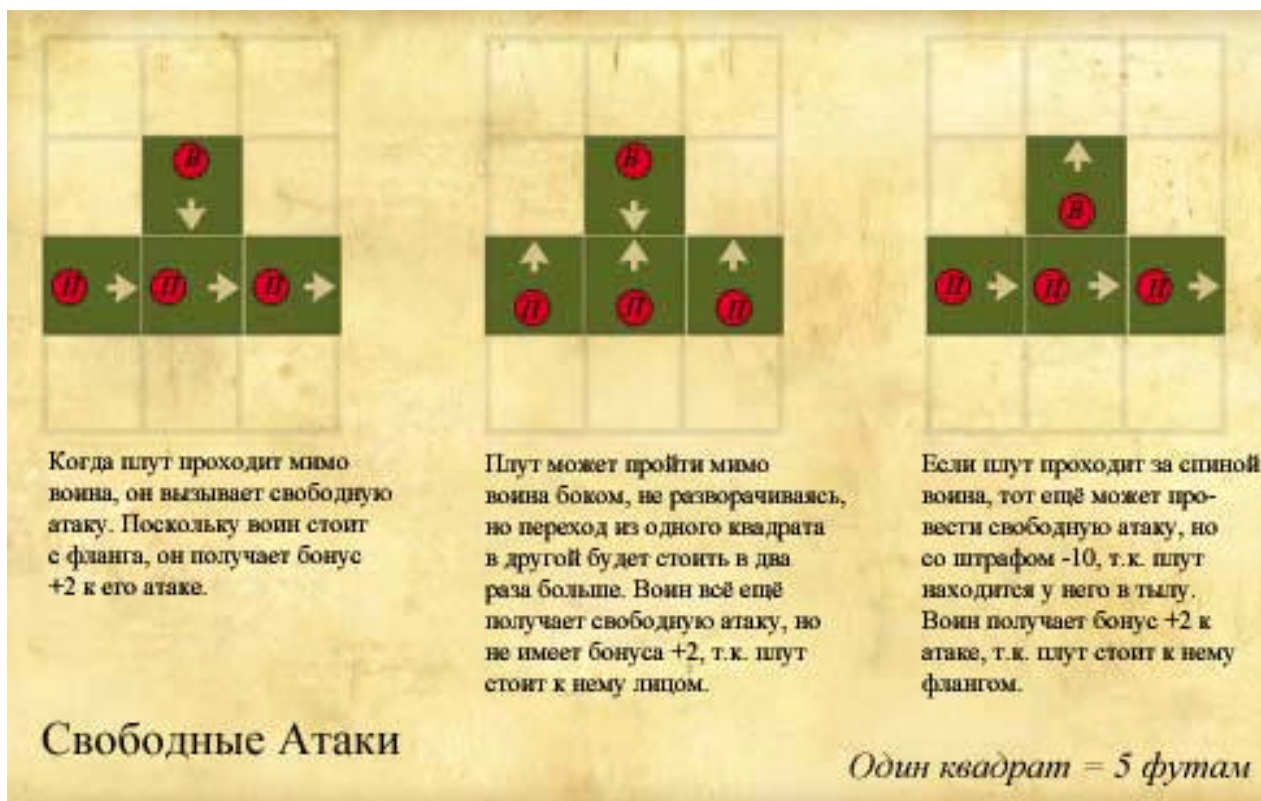 В
П П П
В
П П П
В
П П П
Когда плут проходит мимо
воина, он вызывает свободную
атаку. Поскольку воин стоит
с фланга, он получает бонус
+2 к его атаке.
Плут может пройти мимо
воина боком, не разворачиваясь,
но переход из одного квадрата
в другой будет стоить в два
раза больше. Воин всё ещё
получает свободную атаку, но
не имеет бонуса +2, т.к. плут
стоит к нему лицом.
Если плут проходит за спиной
воина, тот ещё может про-
вести свободную атаку, но
со штрафом -10, т.к. плут
находится у него в тылу.
Воин получает бонус +2 к
атаке, т.к. плут стоит к нему
флангом.
Свободные Атаки
Один квадрат = 5 футам